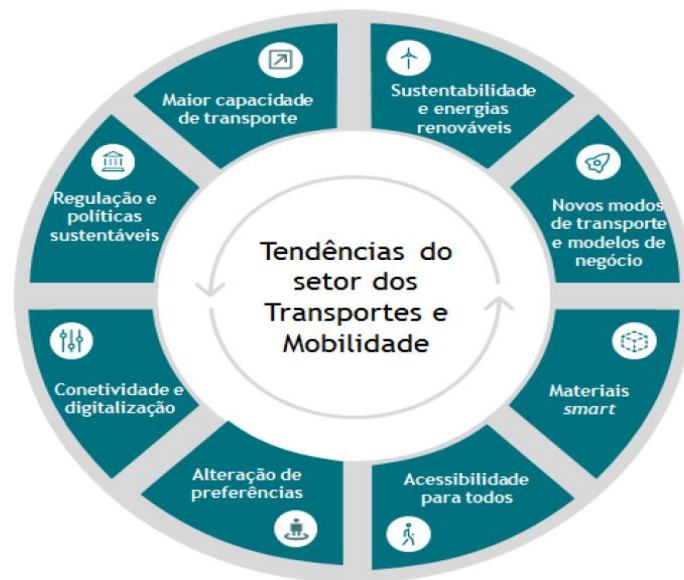 Tendências do
setor dos
Transportes e
Mobilidade
Maior capacidade
de transporte
Sustentabilidade
e energias
renováveis
Novos modos
de transporte
e modelos de
negócio
Materiais
smart
Acessibilidade
para todos
Alteração de
preferências
Conetividade e
digitalização
Regulação e
políticas
sustentáveis